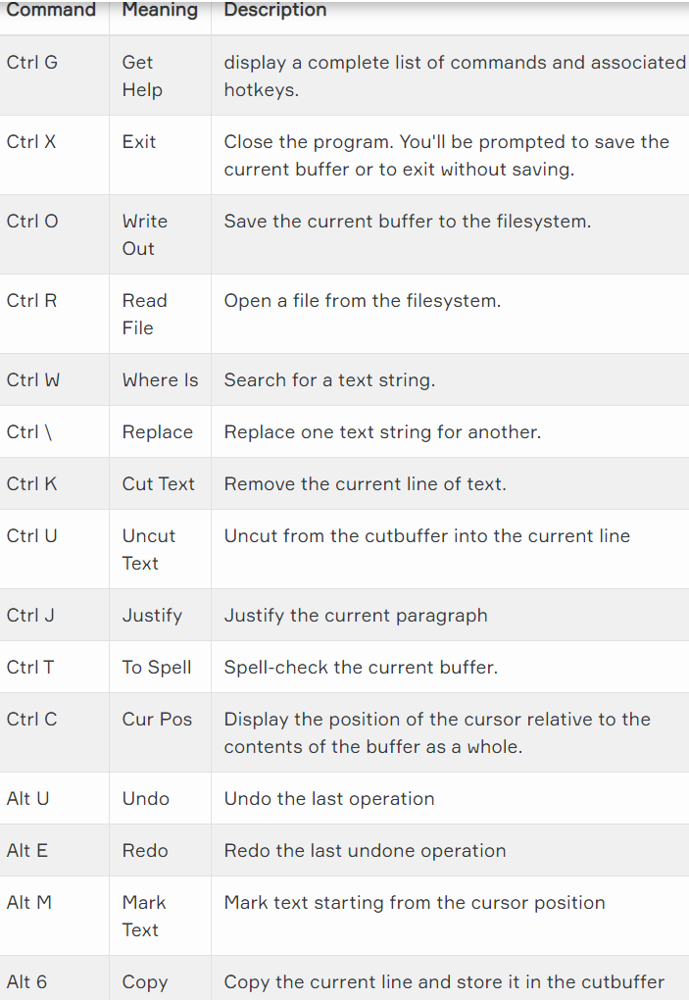 Command Meaning Description
Ctrl G Get display a complete list of commands and associated
Help hotkeys.
Ctrl X Exit Close the program. You'll be prompted to save the
current buffer or to exit without saving.
Ctrl O Write Save the current buffer to the filesystem.
Out
Ctrl R Read Open a file from the filesystem.
File
Ctrl W Where Is Search for a text string.
Ctrl \ Replace Replace one text string for another.
Ctrl K Cut Text Remove the current line of text.
Ctrl U Uncut Uncut from the cutbuffer into the current line
Text
Ctrl J Justify Justify the current paragraph
Ctrl T To Spell Spell-check the current buffer.
Ctrl C Cur Pos Display the position of the cursor relative to the
contents of the buffer as a whole.
Alt U Undo Undo the last operation
Alt E Redo Redo the last undone operation
Alt M Mark Mark text starting from the cursor position
Text
Alt 6 Copy Copy the current line and store it in the cutbuffer